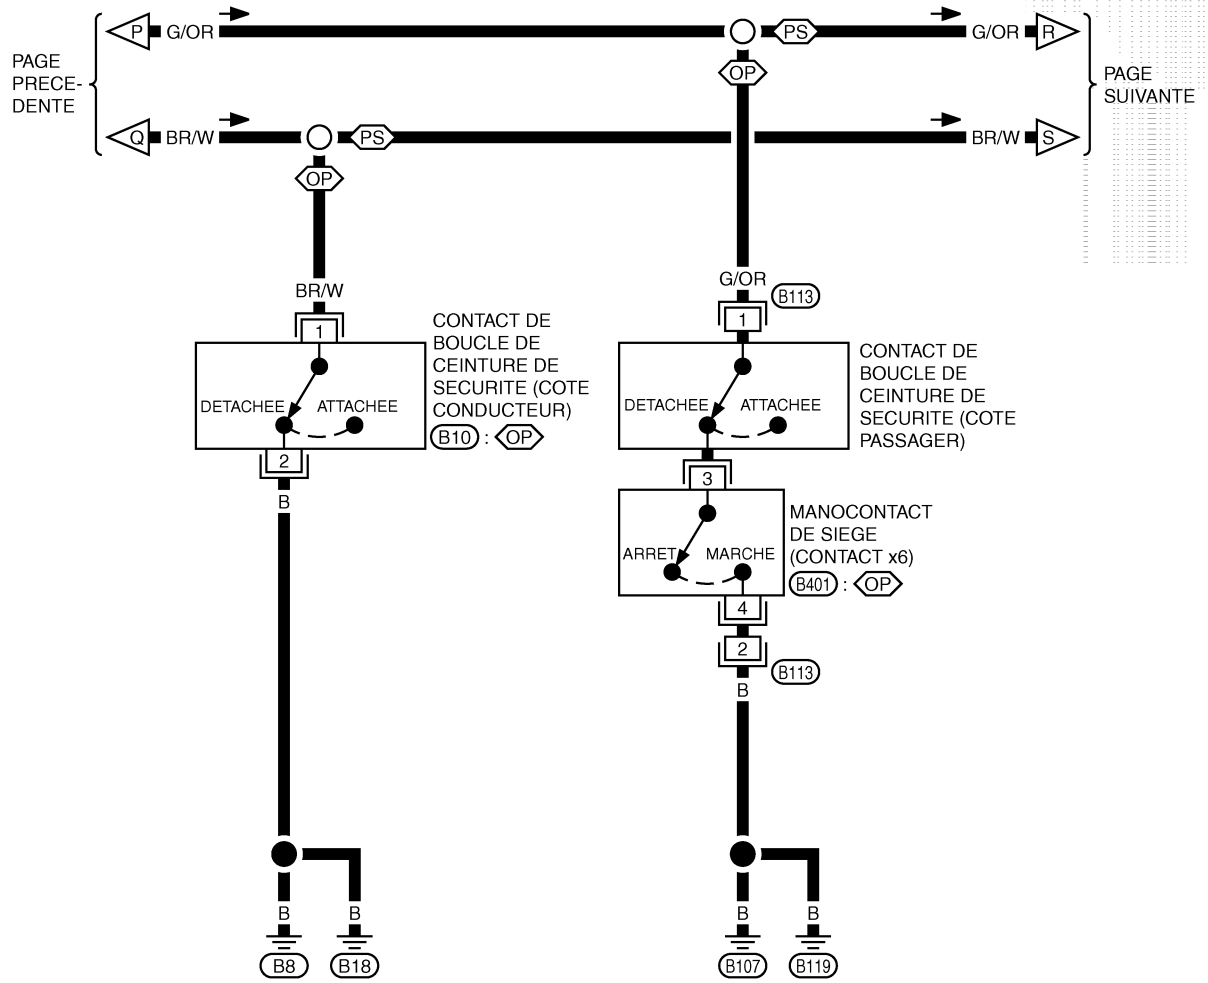 P
G/OR
PS
G/OR
R
PAGE
PRECE-
DENTE
OP
PAGE
SUIVANTE
Q
BR/W
PS
BR/W
S
OP
BR/W
G/OR
B113
1
1
CONTACT DE
BOUCLE DE
CEINTURE DE
SECURITE (COTE
CONDUCTEUR)
B10 : OP
DETACHEE
ATTACHEE
2
B
CONTACT DE
BOUCLE DE
CEINTURE DE
SECURITE (COTE
PASSAGER)
DETACHEE
ATTACHEE
3
MANOCONTACT
DE SIEGE
(CONTACT x6)
B401 : OP
ARRET
MARCHE
4
2
B113
B
B
B
B
B
B8
B18
B107
B119